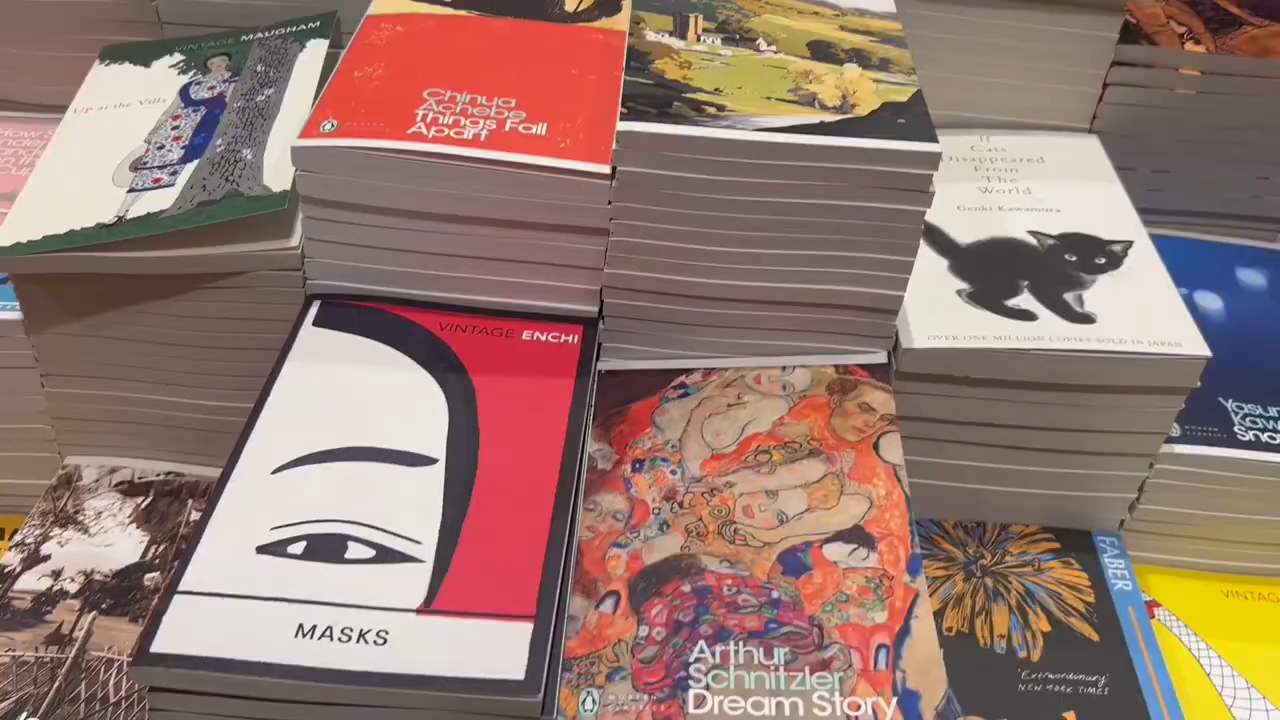 VINTAGE MAUGHAM
Up at the Villa
Chinua
Achebe
Things Fall
Apart
If
Cats
Disappeared
From
The
World
Genki Kawamura
OVER ONE MILLION COPIES SOLD IN JAPAN
VINTAGE ENCHI
MASKS
Arthur
Schnitzler
Dream Story
MODERN
CLASSICS
FABER
'Extraordinary'
NEW YORK TIMES